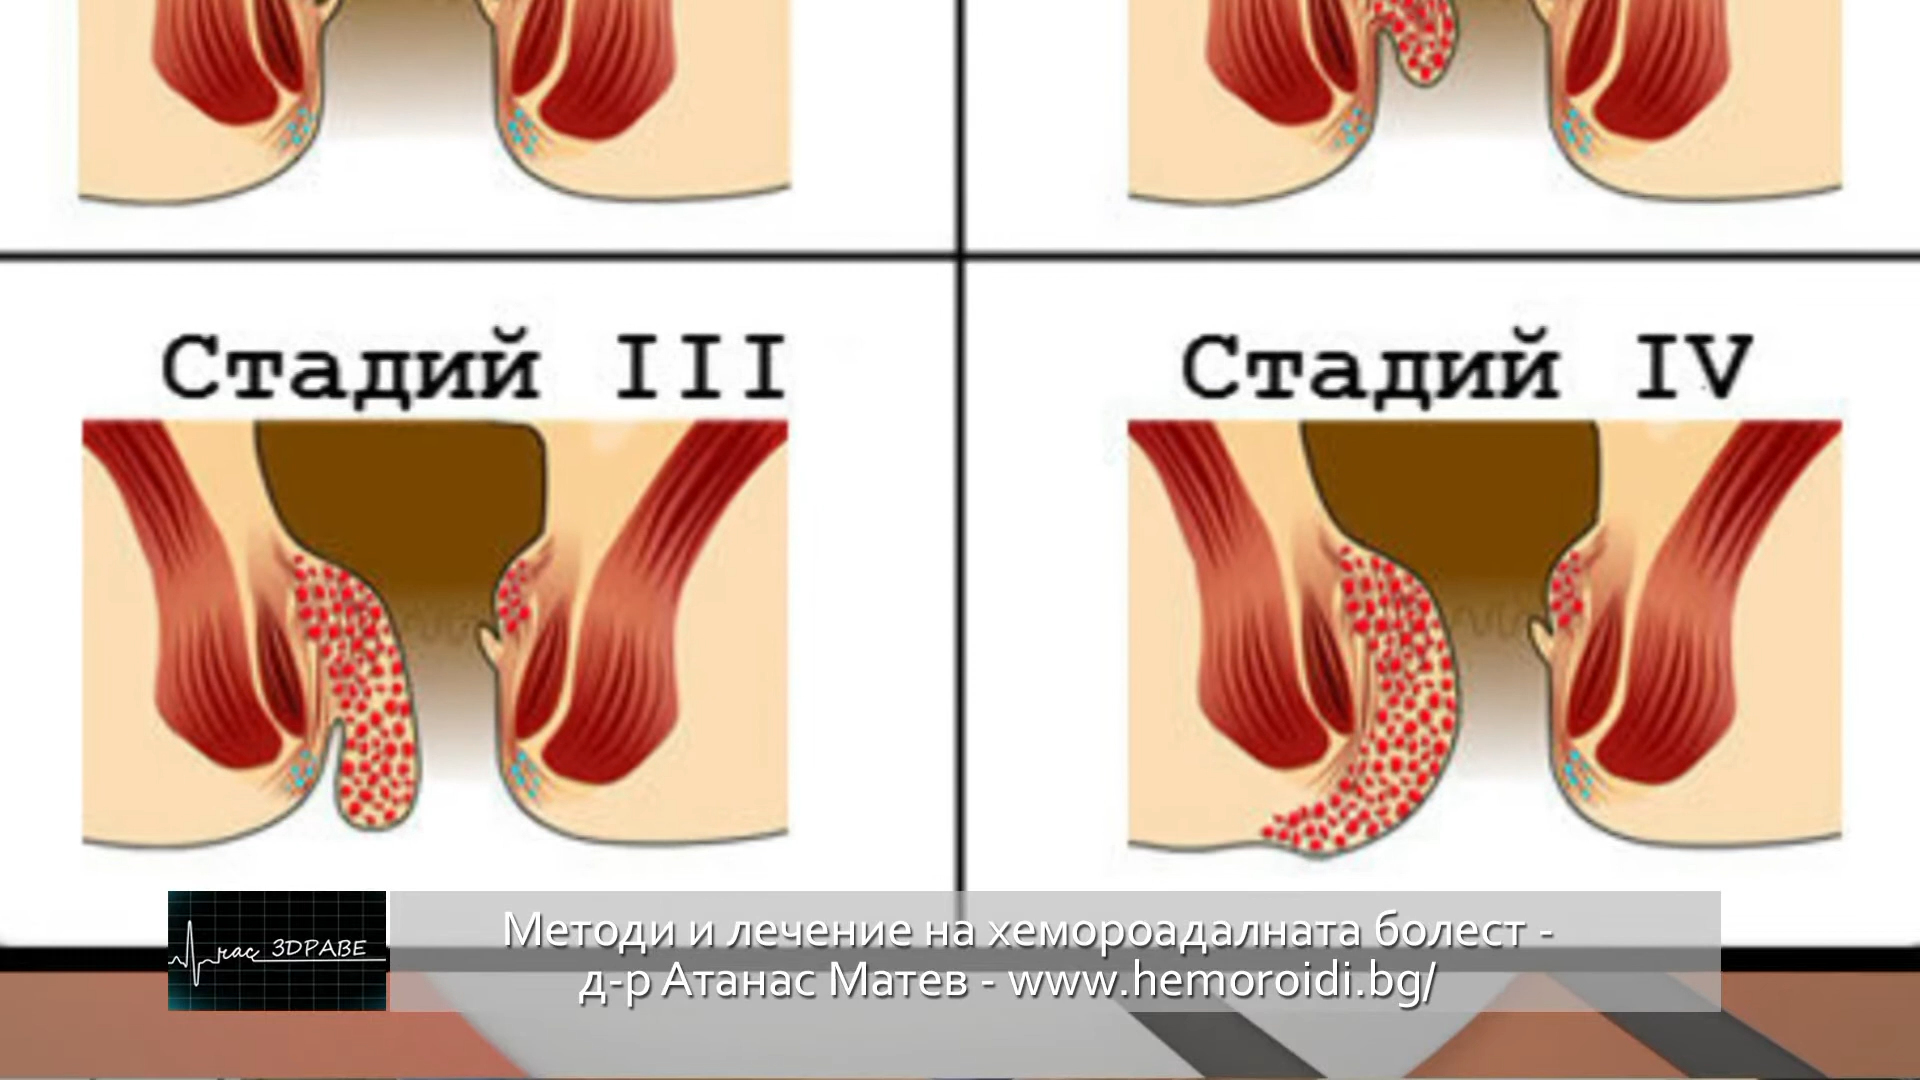 Стадий III
Стадий IV
час ЗДРАВЕ
Методи и лечение на хемороадалната болест -
д-р Атанас Матев - www.hemoroidi.bg/